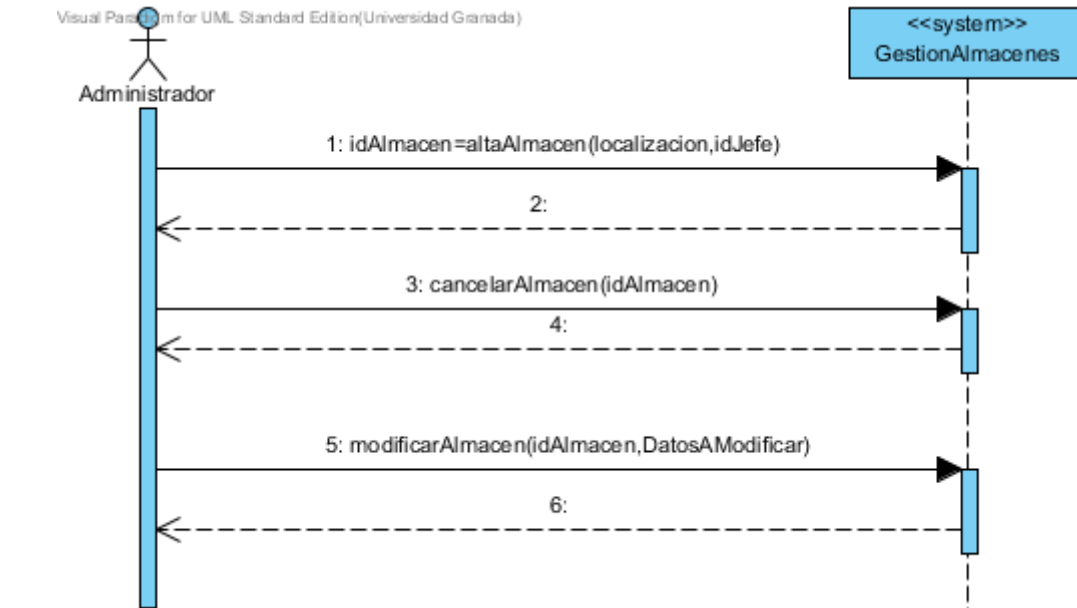 Visual Paradigm for UML Standard Edition(Universidad Granada)
<<system>>
GestionAlmacenes
Administrador
1: idAlmacen=altaAlmacen(localizacion,idJefe)
2:
3: cancelarAlmacen(idAlmacen)
4:
5: modificarAlmacen(idAlmacen,DatosAModificar)
6: